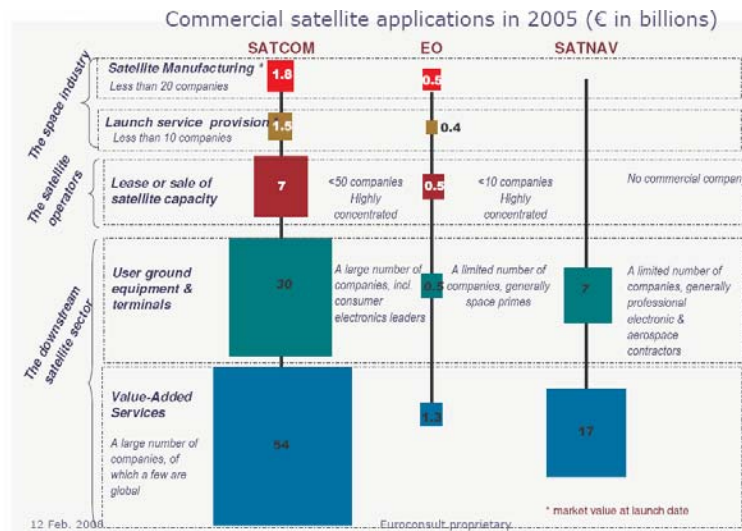 Commercial satellite applications in 2005 (€ in billions)
SATCOM EO SATNAV
The space industry
Satellite Manufacturing *
Less than 20 companies
1.8
0.5
Launch service provision
Less than 10 companies
1.5
0.4
The satellite
operators
Lease or sale of
satellite capacity
7
<50 companies
Highly
concentrated
0.5
<10 companies
Highly
concentrated
No commercial compan
The downstream
satellite sector
User ground
equipment &
terminals
30
A large number of
companies, incl.
consumer
electronics leaders
0.5
A limited number of
companies, generally
space primes
7
A limited number of
companies, generally
professional
electronic &
aerospace
contractors
Value-Added
Services
A large number of
companies, of
which a few are
global
54
1.3
17
* market value at launch date
12 Feb. 2008
Euroconsult proprietary